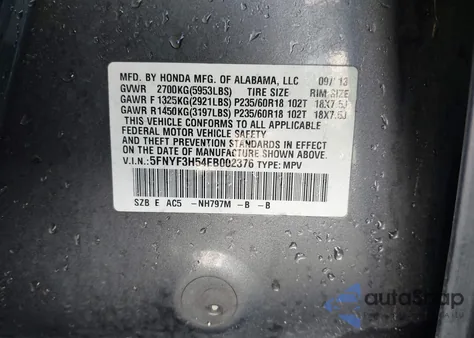 MFD. BY HONDA MFG. OF ALABAMA, LLC 09/13
GVWR 2700KG(5953LBS) TIRE SIZE RIM SIZE
GAWR F 1325KG(2921LBS) P235/60R18 102T 18X7.5J
GAWR R 1450KG(3197LBS) P235/60R18 102T 18X7.5J
THIS VEHICLE CONFORMS TO ALL APPLICABLE
FEDERAL MOTOR VEHICLE SAFETY
AND THEFT PREVENTION STANDARDS IN EFFECT
ON THE DATE OF MANUFACTURE SHOWN ABOVE.
V.I.N.:5FNYF3H54EB002376 TYPE: MPV
SZB E AC5 -NH797M -B -B
autoSnap